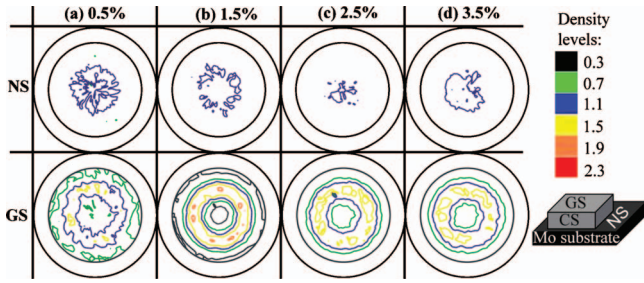 (a) 0.5% (b) 1.5% (c) 2.5% (d) 3.5%
Density
levels:
NS
0.3
0.7
1.1
1.5
1.9
2.3
GS
GS
CS
NS
Mo substrate